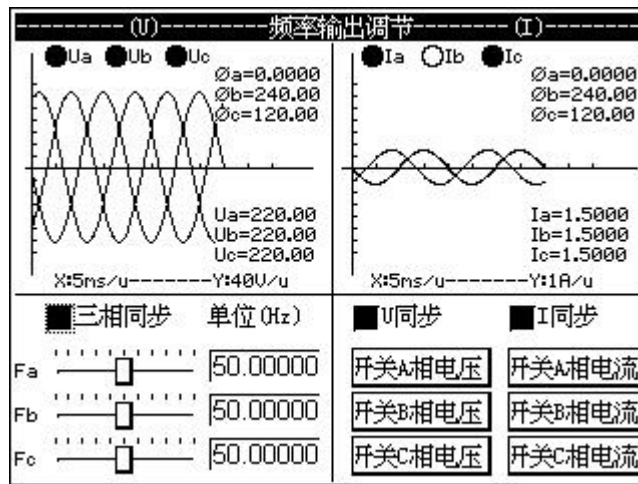 (U) 频率输出调节 (I)
Ua Ub Uc
Øa=0.0000
Øb=240.00
Øc=120.00
Ua=220.00
Ub=220.00
Uc=220.00
X:5ms/u--------Y:40V/u
Ia Ib Ic
Øa=0.0000
Øb=240.00
Øc=120.00
Ia=1.5000
Ib=1.5000
Ic=1.5000
X:5ms/u--------Y:1A/u
三相同步 单位(Hz)
Fa 50.00000
Fb 50.00000
Fc 50.00000
U同步 I同步
开关A相电压 开关A相电流
开关B相电压 开关B相电流
开关C相电压 开关C相电流